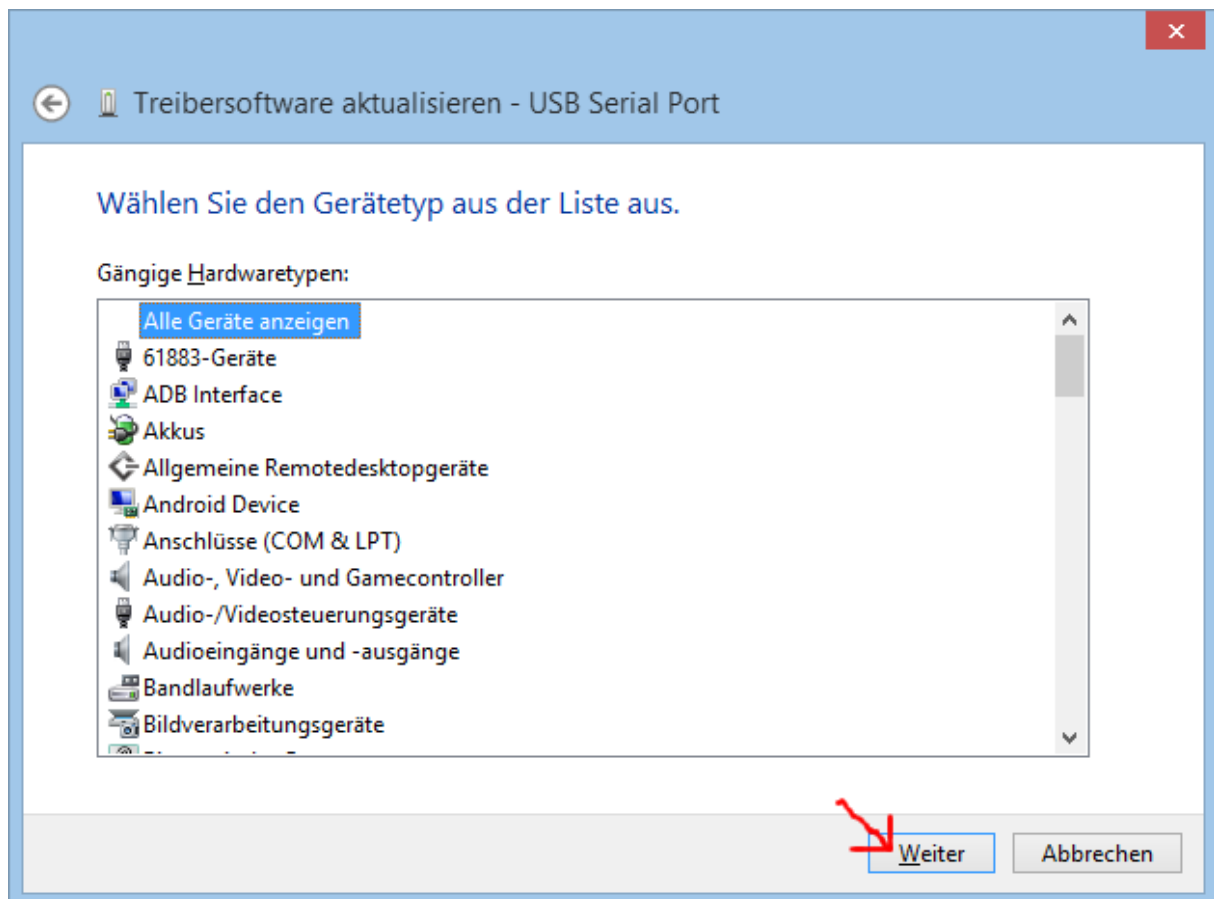 Treibersoftware aktualisieren - USB Serial Port
Wählen Sie den Gerätetyp aus der Liste aus.
Gängige Hardwaretypen:
Alle Geräte anzeigen
61883-Geräte
ADB Interface
Akkus
Allgemeine Remotedesktopgeräte
Android Device
Anschlüsse (COM & LPT)
Audio-, Video- und Gamecontroller
Audio-/Videosteuerungsgeräte
Audioeingänge und -ausgänge
Bandlaufwerke
Bildverarbeitungsgeräte
Weiter
Abbrechen